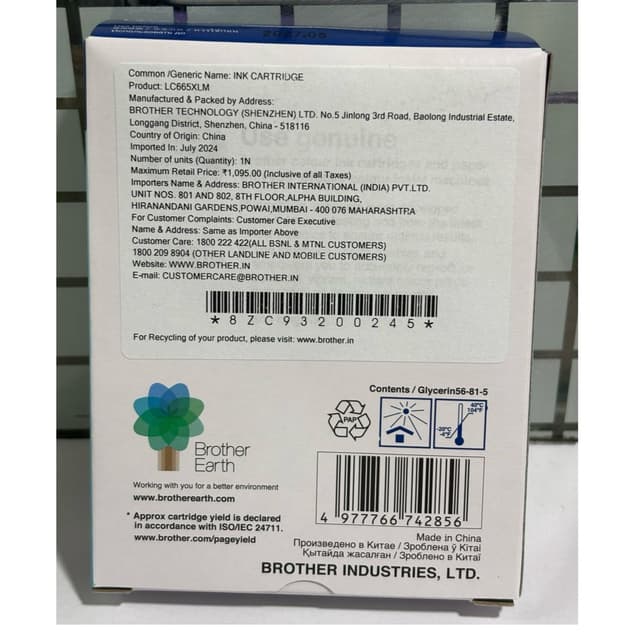 2027.05
Common /Generic Name: INK CARTRIDGE
Product: LC665XLM
Manufactured & Packed by Address:
BROTHER TECHNOLOGY (SHENZHEN) LTD. No.5 Jinlong 3rd Road, Baolong Industrial Estate,
Longgang District, Shenzhen, China - 518116
Country of Origin: China
Imported In: July 2024
Number of units (Quantity): 1N
Maximum Retail Price: ₹1,095.00 (Inclusive of all Taxes)
Importers Name & Address: BROTHER INTERNATIONAL (INDIA) PVT.LTD.
UNIT NOS. 801 AND 802, 8TH FLOOR,ALPHA BUILDING,
HIRANANDANI GARDENS,POWAI,MUMBAI - 400 076 MAHARASHTRA
For Customer Complaints: Customer Care Executive
Name & Address: Same as Importer Above
Customer Care: 1800 222 422(ALL BSNL & MTNL CUSTOMERS)
1800 209 8904 (OTHER LANDLINE AND MOBILE CUSTOMERS)
Website: WWW.BROTHER.IN
E-mail: CUSTOMERCARE@BROTHER.IN
*8ZC93200245*
For Recycling of your product, please visit: www.brother.in
Contents / Glycerin56-81-5
PAP
40°C
104°F
-20°C
-4°F
Brother
Earth
Working with you for a better environment
www.brotherearth.com
* Approx cartridge yield is declared
in accordance with ISO/IEC 24711.
www.brother.com/pageyield
4 977766 742856
Made in China
Произведено в Китае / Зроблена ў Кітаі
Қытайда жасалған / Зроблено в Китаї
BROTHER INDUSTRIES, LTD.